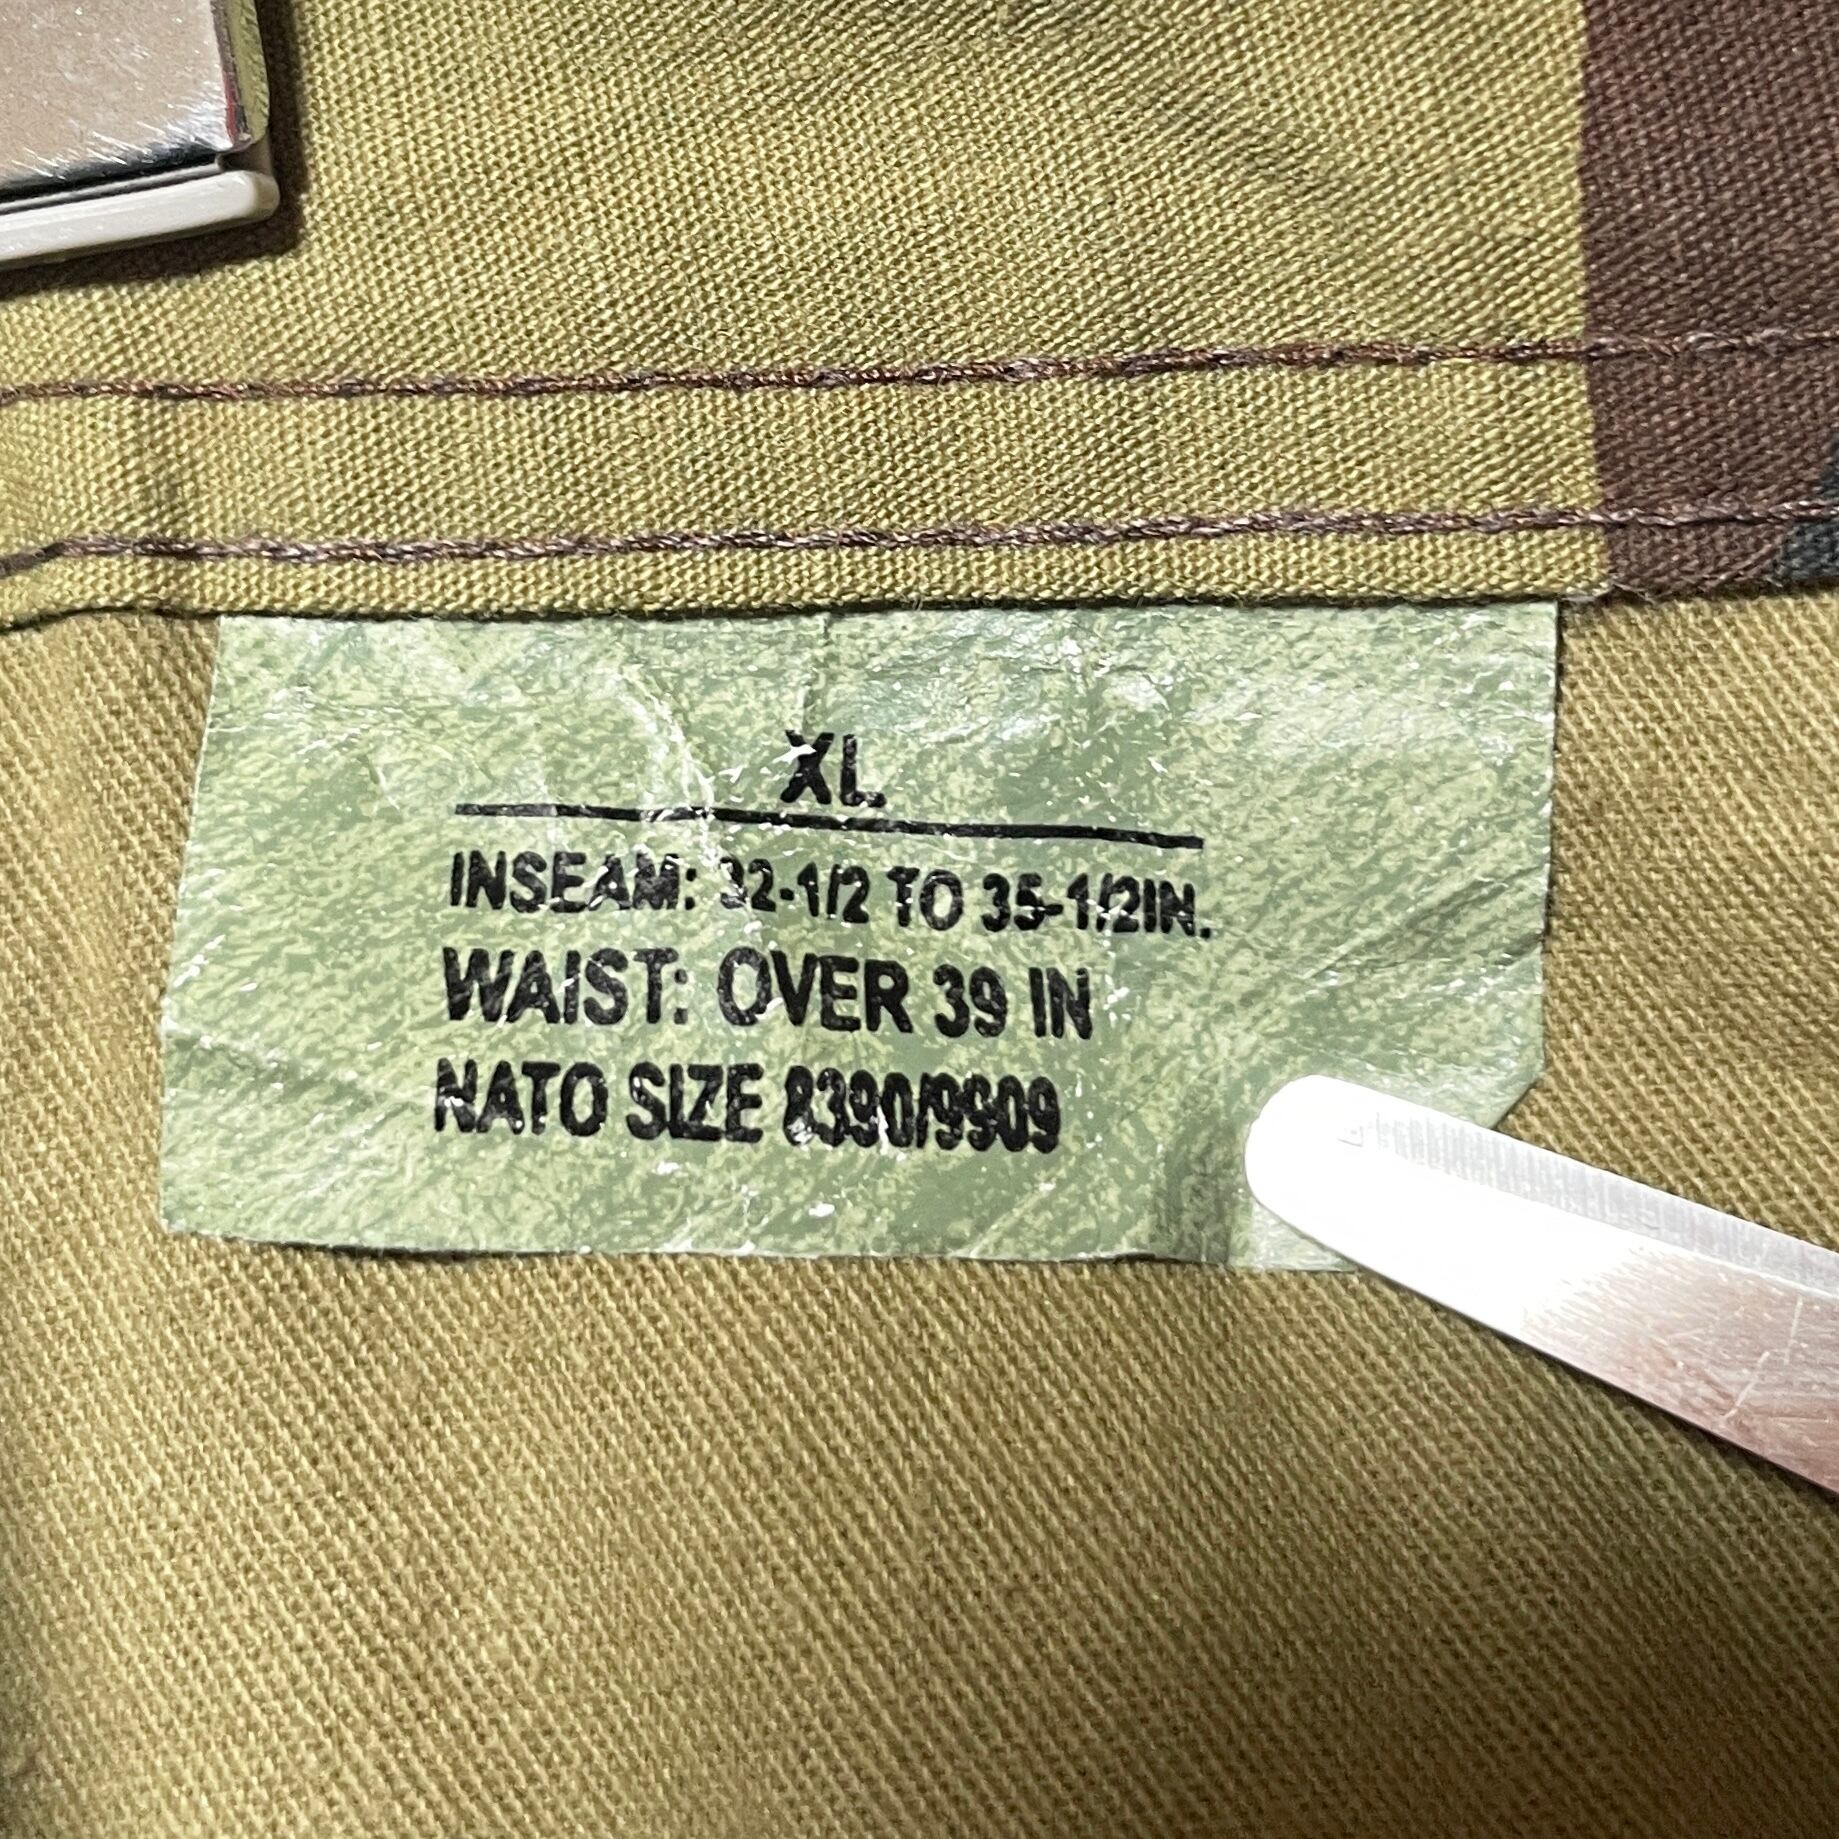 XL
INSEAM: 32-1/2 TO 35-1/2IN.
WAIST: OVER 39 IN
NATO SIZE 8390/9909